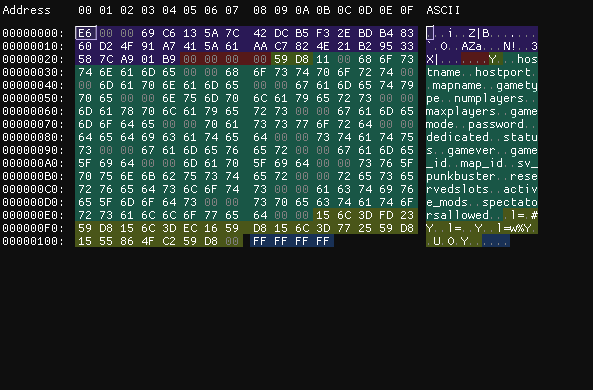 Address 00 01 02 03 04 05 06 07 08 09 0A 0B 0C 0D 0E 0F ASCII
00000000: E6 00 00 69 C6 13 5A 7C 42 DC B5 F3 2E BD B4 83 ...i..Z|B.......
00000010: 60 D2 4F 91 A7 41 5A 61 AA C7 82 4E 21 B2 95 33 `.O..AZa...N!..3
00000020: 58 7C A9 01 B9 00 00 00 00 59 D8 11 00 68 6F 73 X|.......Y...hos
00000030: 74 6E 61 6D 65 00 00 68 6F 73 74 70 6F 72 74 00 tname..hostport.
00000040: 00 6D 61 70 6E 61 6D 65 00 00 67 61 6D 65 74 79 .mapname..gamety
00000050: 70 65 00 00 6E 75 6D 70 6C 61 79 65 72 73 00 00 pe..numplayers..
00000060: 6D 61 78 70 6C 61 79 65 72 73 00 00 67 61 6D 65 maxplayers..game
00000070: 6D 6F 64 65 00 00 70 61 73 73 77 6F 72 64 00 00 mode..password..
00000080: 64 65 64 69 63 61 74 65 64 00 00 73 74 61 74 75 dedicated..statu
00000090: 73 00 00 67 61 6D 65 76 65 72 00 00 67 61 6D 65 s..gamever..game
000000A0: 5F 69 64 00 00 6D 61 70 5F 69 64 00 00 73 76 5F _id..map_id..sv_
000000B0: 70 75 6E 6B 62 75 73 74 65 72 00 00 72 65 73 65 punkbuster..rese
000000C0: 72 76 65 64 73 6C 6F 74 73 00 00 61 63 74 69 76 rvedslots..activ
000000D0: 65 5F 6D 6F 64 73 00 00 73 70 65 63 74 61 74 6F e_mods..spectato
000000E0: 72 73 61 6C 6C 6F 77 65 64 00 00 15 6C 3D FD 23 rsallowed...l=.#
000000F0: 59 D8 15 6C 3D EC 16 59 D8 15 6C 3D 77 25 59 D8 Y..l=..Y..l=w%Y.
00000100: 15 55 86 4F C2 59 D8 00 FF FF FF FF .U.O.Y......